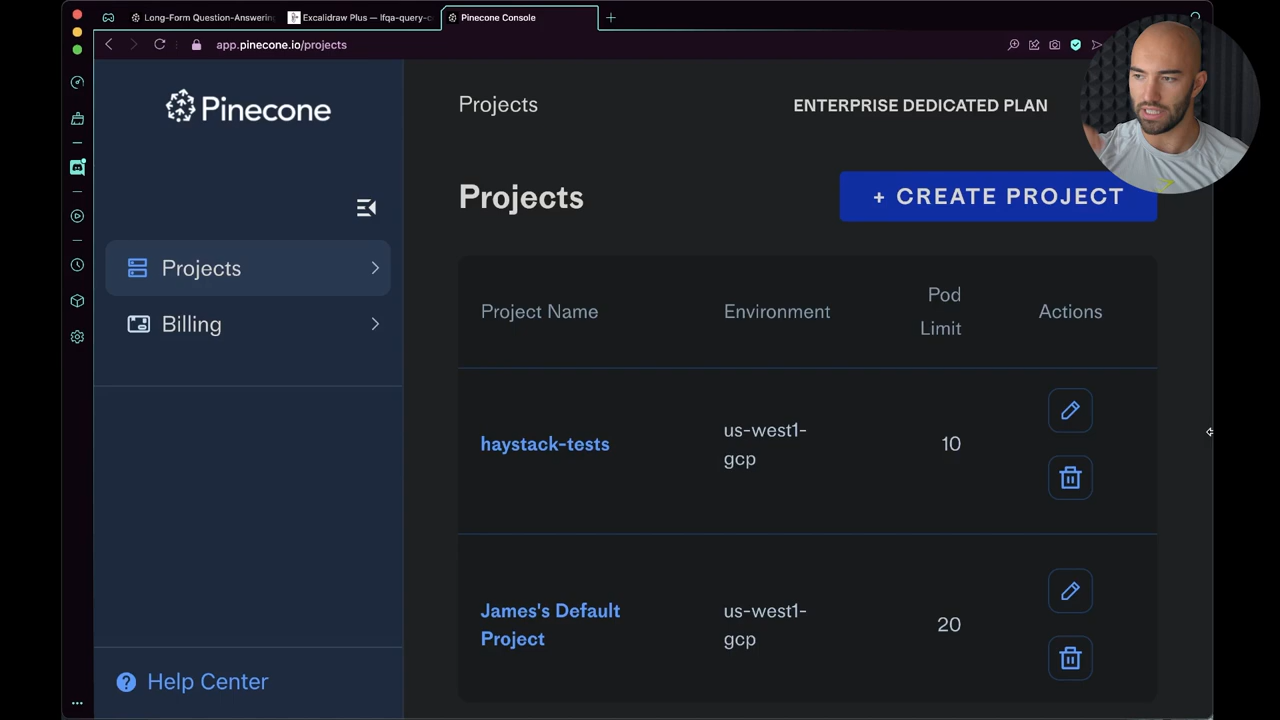 Long-Form Question-Answering
Excalidraw Plus — lfqa-query-c
Pinecone Console
app.pinecone.io/projects
Pinecone
Projects
ENTERPRISE DEDICATED PLAN
Projects
+ CREATE PROJECT
Projects
Billing
Project Name
Environment
Pod
Limit
Actions
haystack-tests
us-west1-
gcp
10
James's Default
Project
us-west1-
gcp
20
Help Center